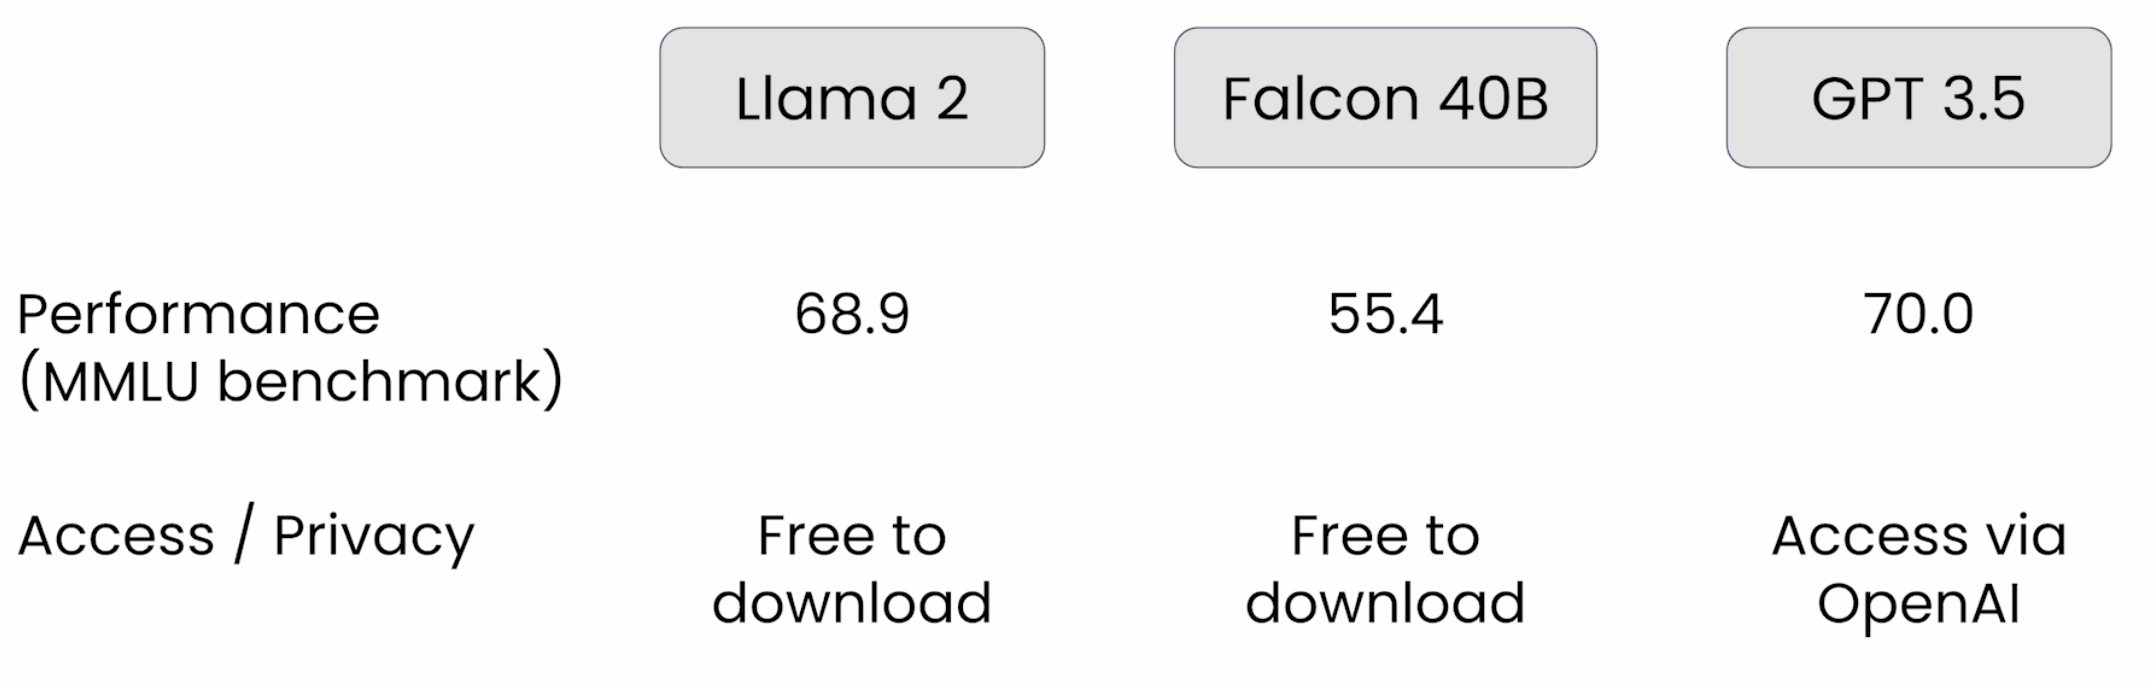 Llama 2 Falcon 40B GPT 3.5
Performance 68.9 55.4 70.0
(MMLU benchmark)
Access / Privacy Free to Free to Access via
download download OpenAI